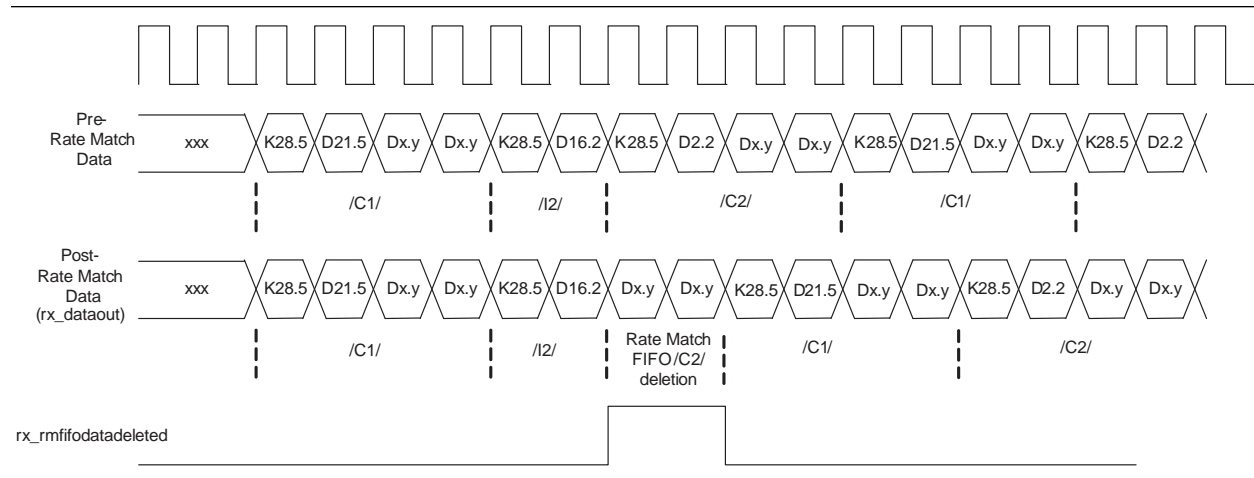 Pre-
Rate Match
Data
xxx K28.5 D21.5 Dx.y Dx.y K28.5 D16.2 K28.5 D2.2 Dx.y Dx.y K28.5 D21.5 Dx.y Dx.y K28.5 D2.2
/C1/ /I2/ /C2/ /C1/
Post-
Rate Match
Data
(rx_dataout)
xxx K28.5 D21.5 Dx.y Dx.y K28.5 D16.2 Dx.y Dx.y K28.5 D21.5 Dx.y Dx.y K28.5 D2.2 Dx.y Dx.y
/C1/ /I2/ Rate Match
FIFO /C2/
deletion
/C1/ /C2/
rx_rmfifodatadeleted